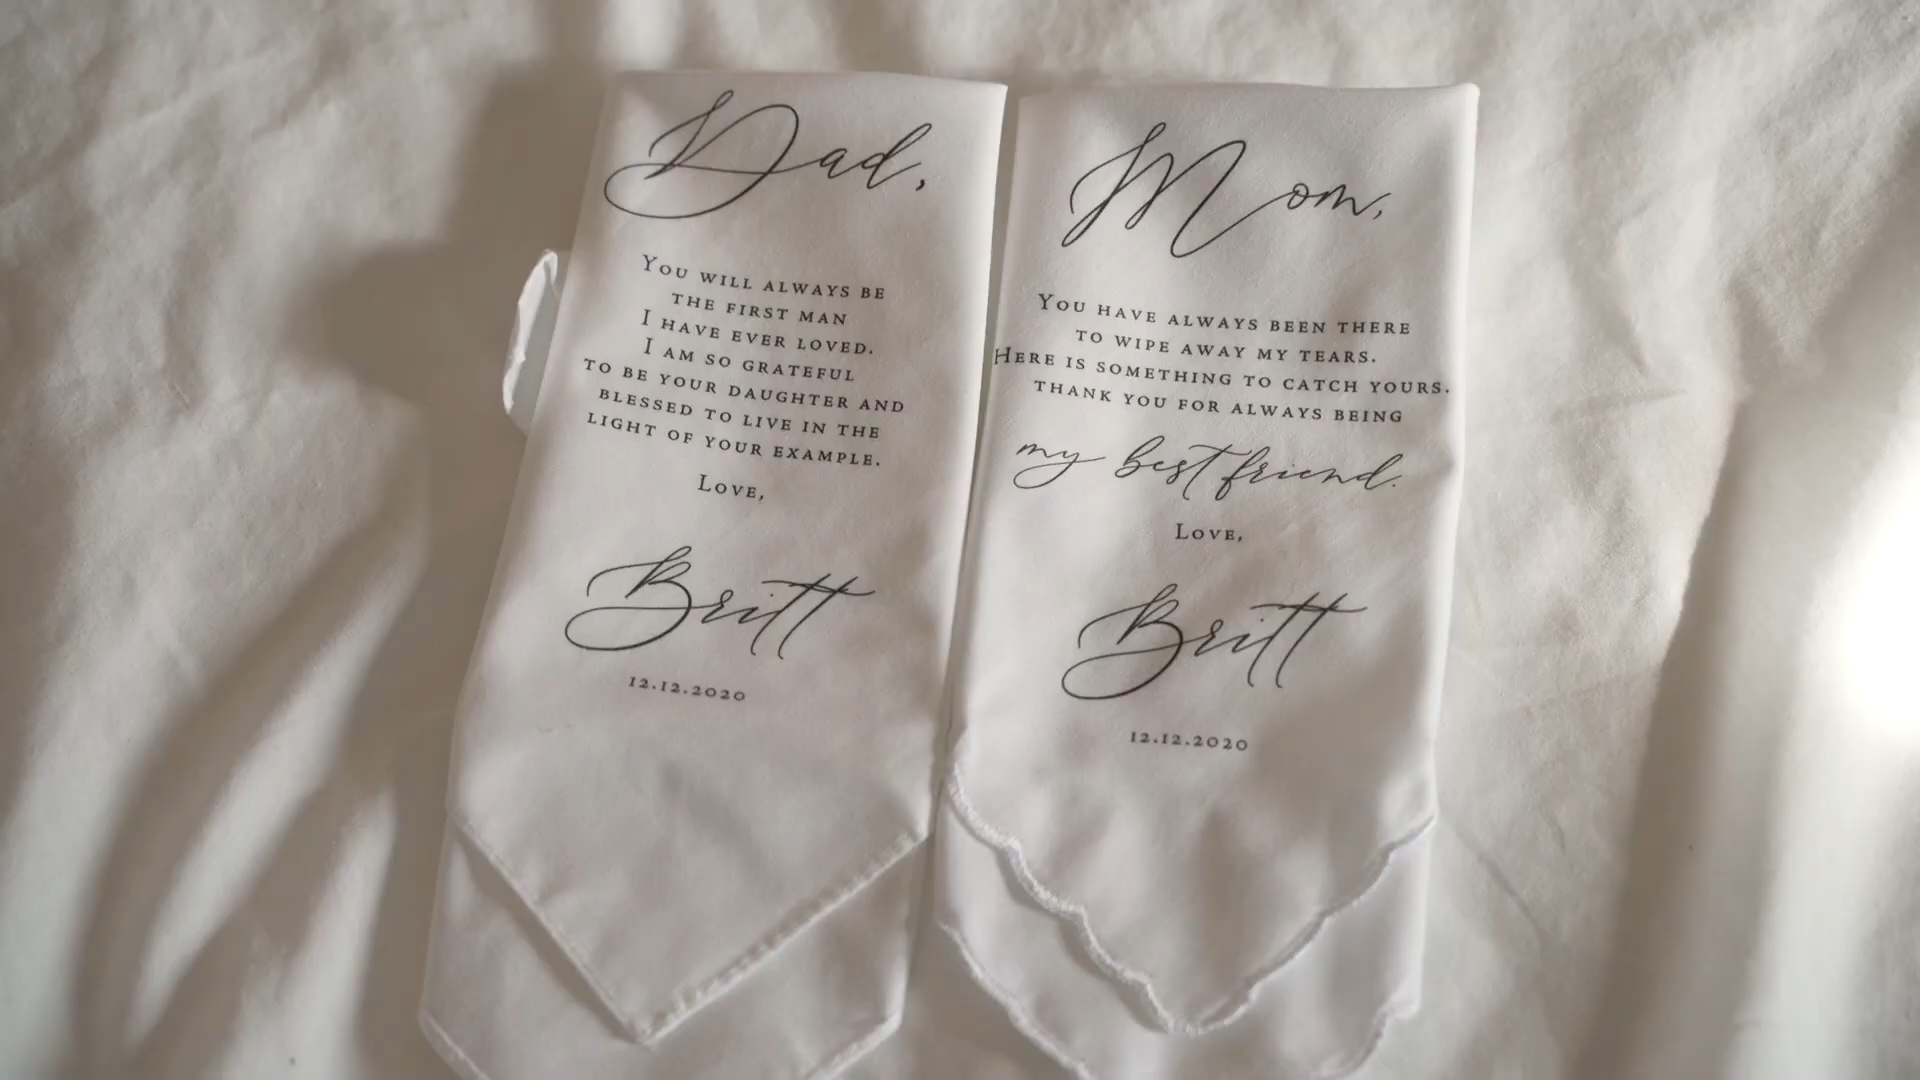 Dad,
You will always be
the first man
I have ever loved.
I am so grateful
to be your daughter and
blessed to live in the
light of your example.
Love,
Britt
12.12.2020
Mom,
You have always been there
to wipe away my tears.
Here is something to catch yours.
thank you for always being
my best friend.
Love,
Britt
12.12.2020